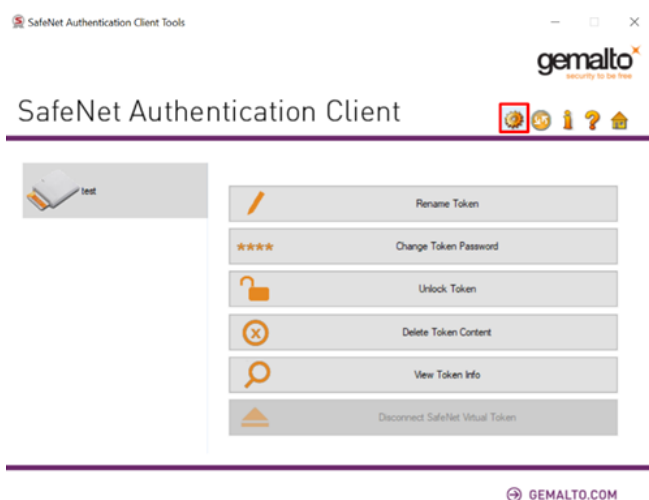 SafeNet Authentication Client Tools
gemalto
security to be free
SafeNet Authentication Client
test
Rename Token
****
Change Token Password
Unlock Token
Delete Token Content
View Token Info
Disconnect SafeNet Virtual Token
GEMALTO.COM